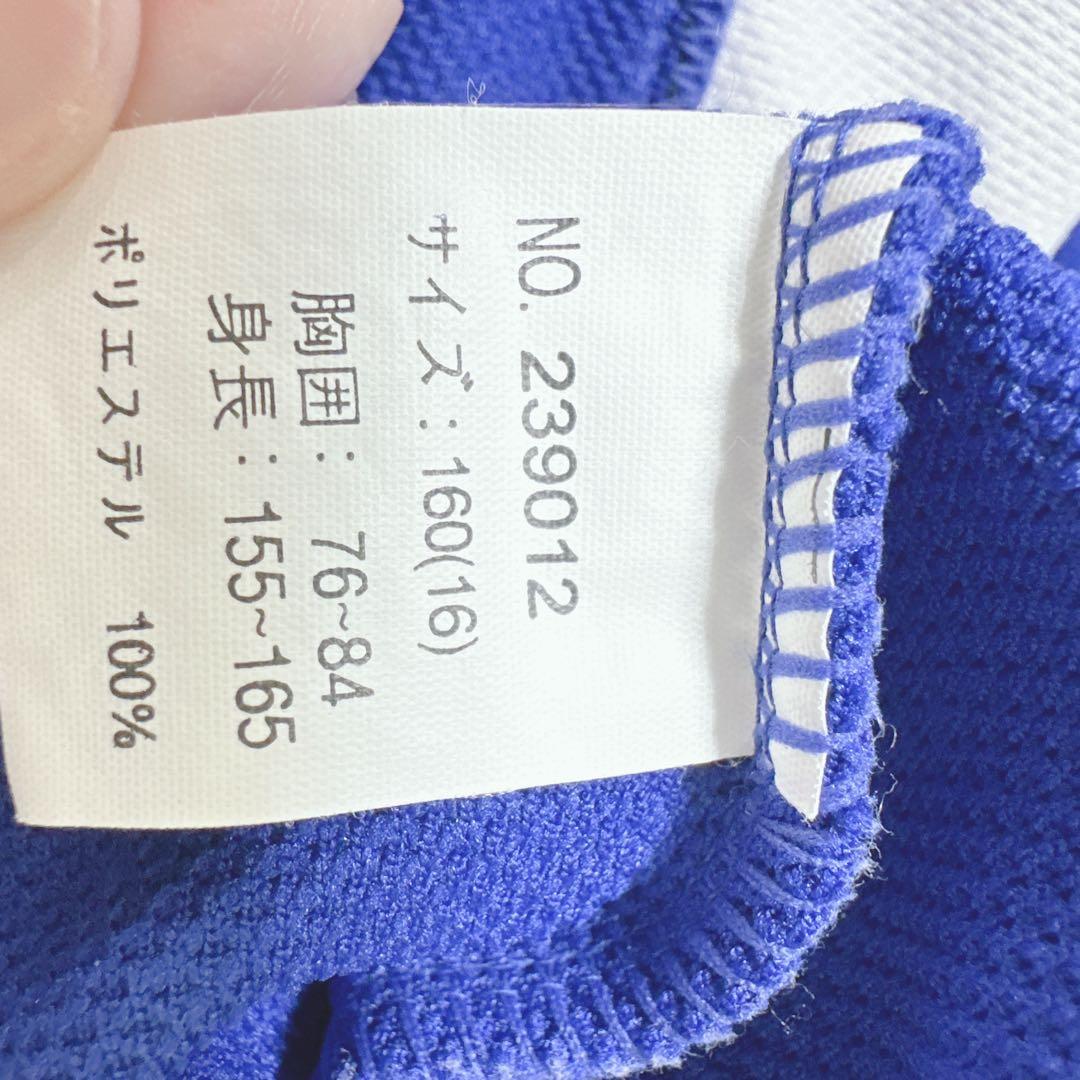 NO. 239012
サイズ:160(16)
胸囲: 76~84
身長:155~165
ポリエステル 100%